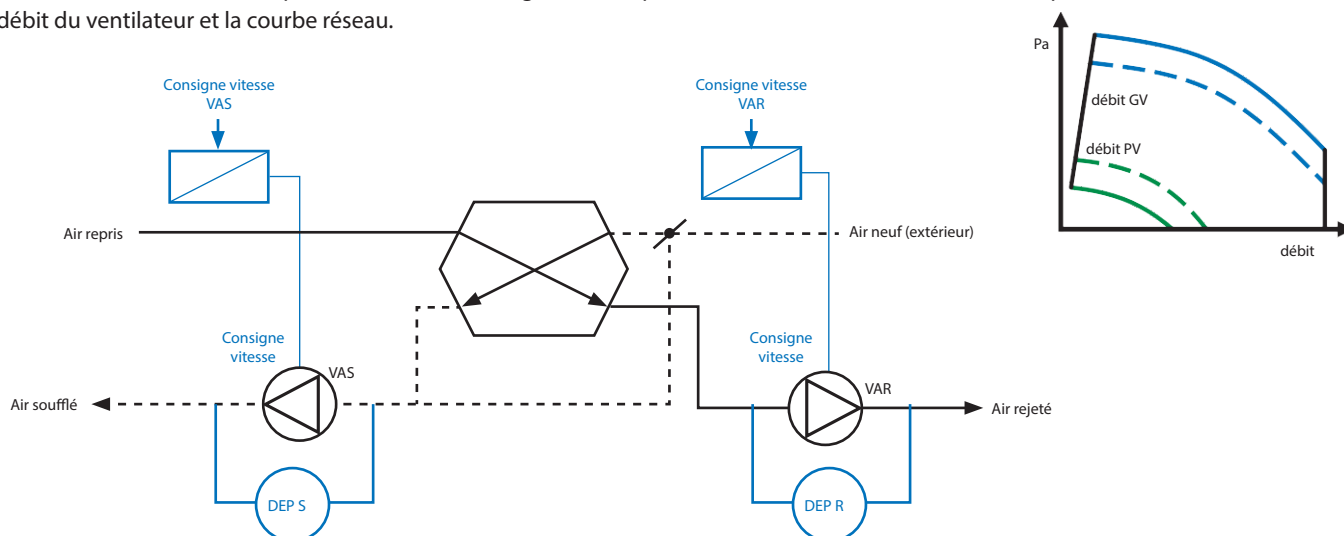 débit du ventilateur et la courbe réseau.
Pa
débit GV
débit PV
débit
Consigne vitesse
VAS
Consigne vitesse
VAR
Air repris
Air neuf (extérieur)
Consigne
vitesse
VAS
Consigne
vitesse
VAR
Air soufflé
Air rejeté
DEP S
DEP R